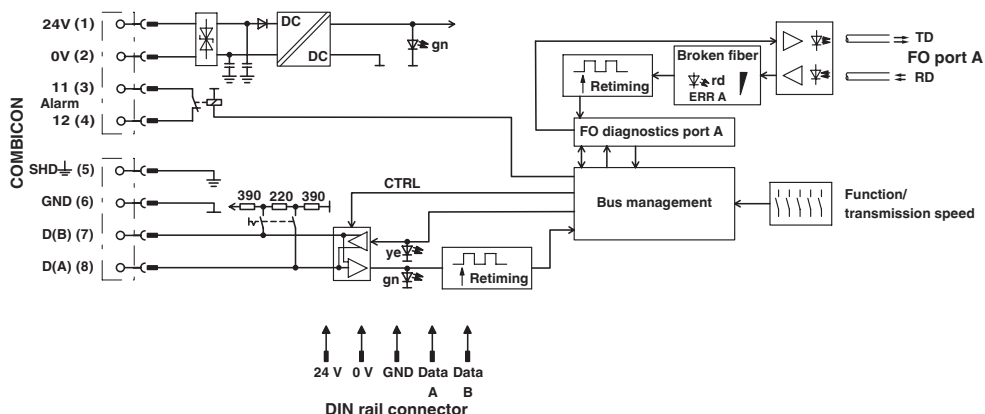 COMBICON
24V (1)
0V (2)
11 (3)
Alarm
12 (4)
SHD (5)
GND (6)
D(B) (7)
D(A) (8)
DC
DC
gn
390 220 390
CTRL
ye
gn
Retiming
Retiming
Broken fiber
rd
ERR A
FO diagnostics port A
Bus management
TD
FO port A
RD
Function/
transmission speed
24 V 0 V GND Data Data
A B
DIN rail connector